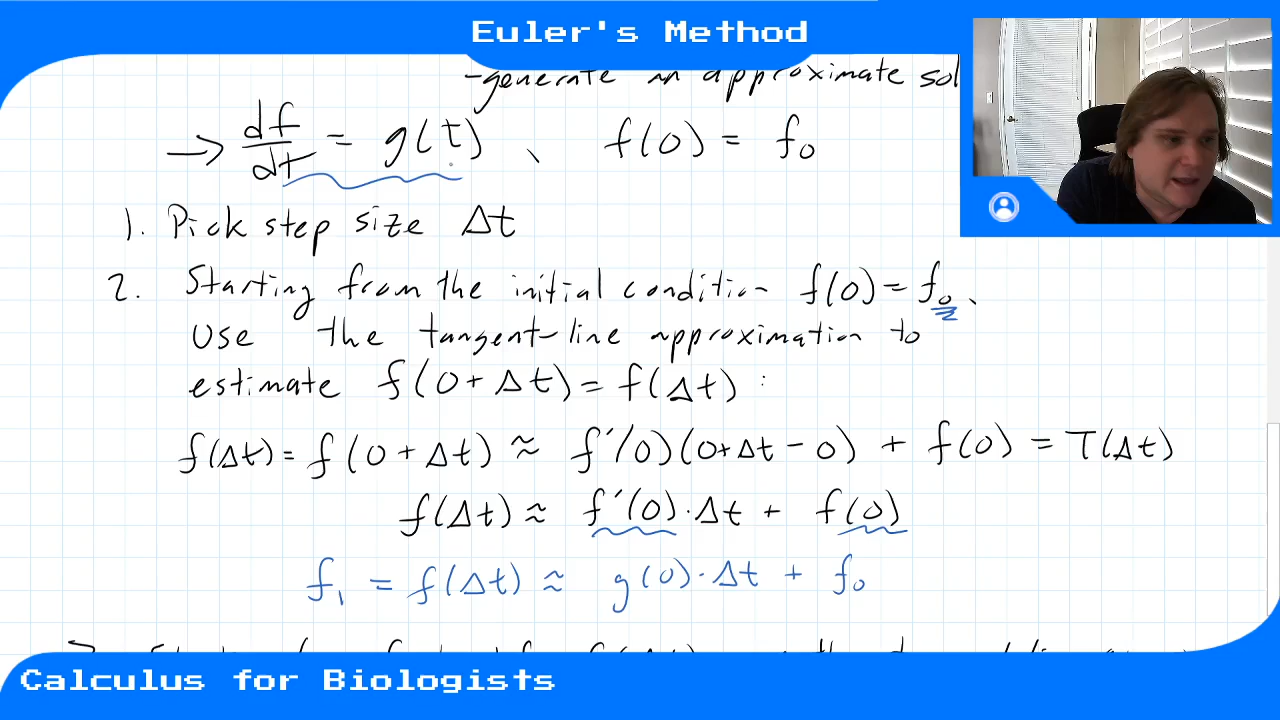 Euler's Method
-generate an approximate sol
→ df/dt = g(t), f(0) = f₀
1. Pick step size Δt
2. Starting from the initial condition f(0) = f₀,
Use the tangent-line approximation to
estimate f(0+Δt) = f(Δt) :
f(Δt) = f(0+Δt) ≈ f'(0)(0+Δt-0) + f(0) = T(Δt)
f(Δt) ≈ f'(0)·Δt + f(0)
f₁ = f(Δt) ≈ g(0)·Δt + f₀
Calculus for Biologists